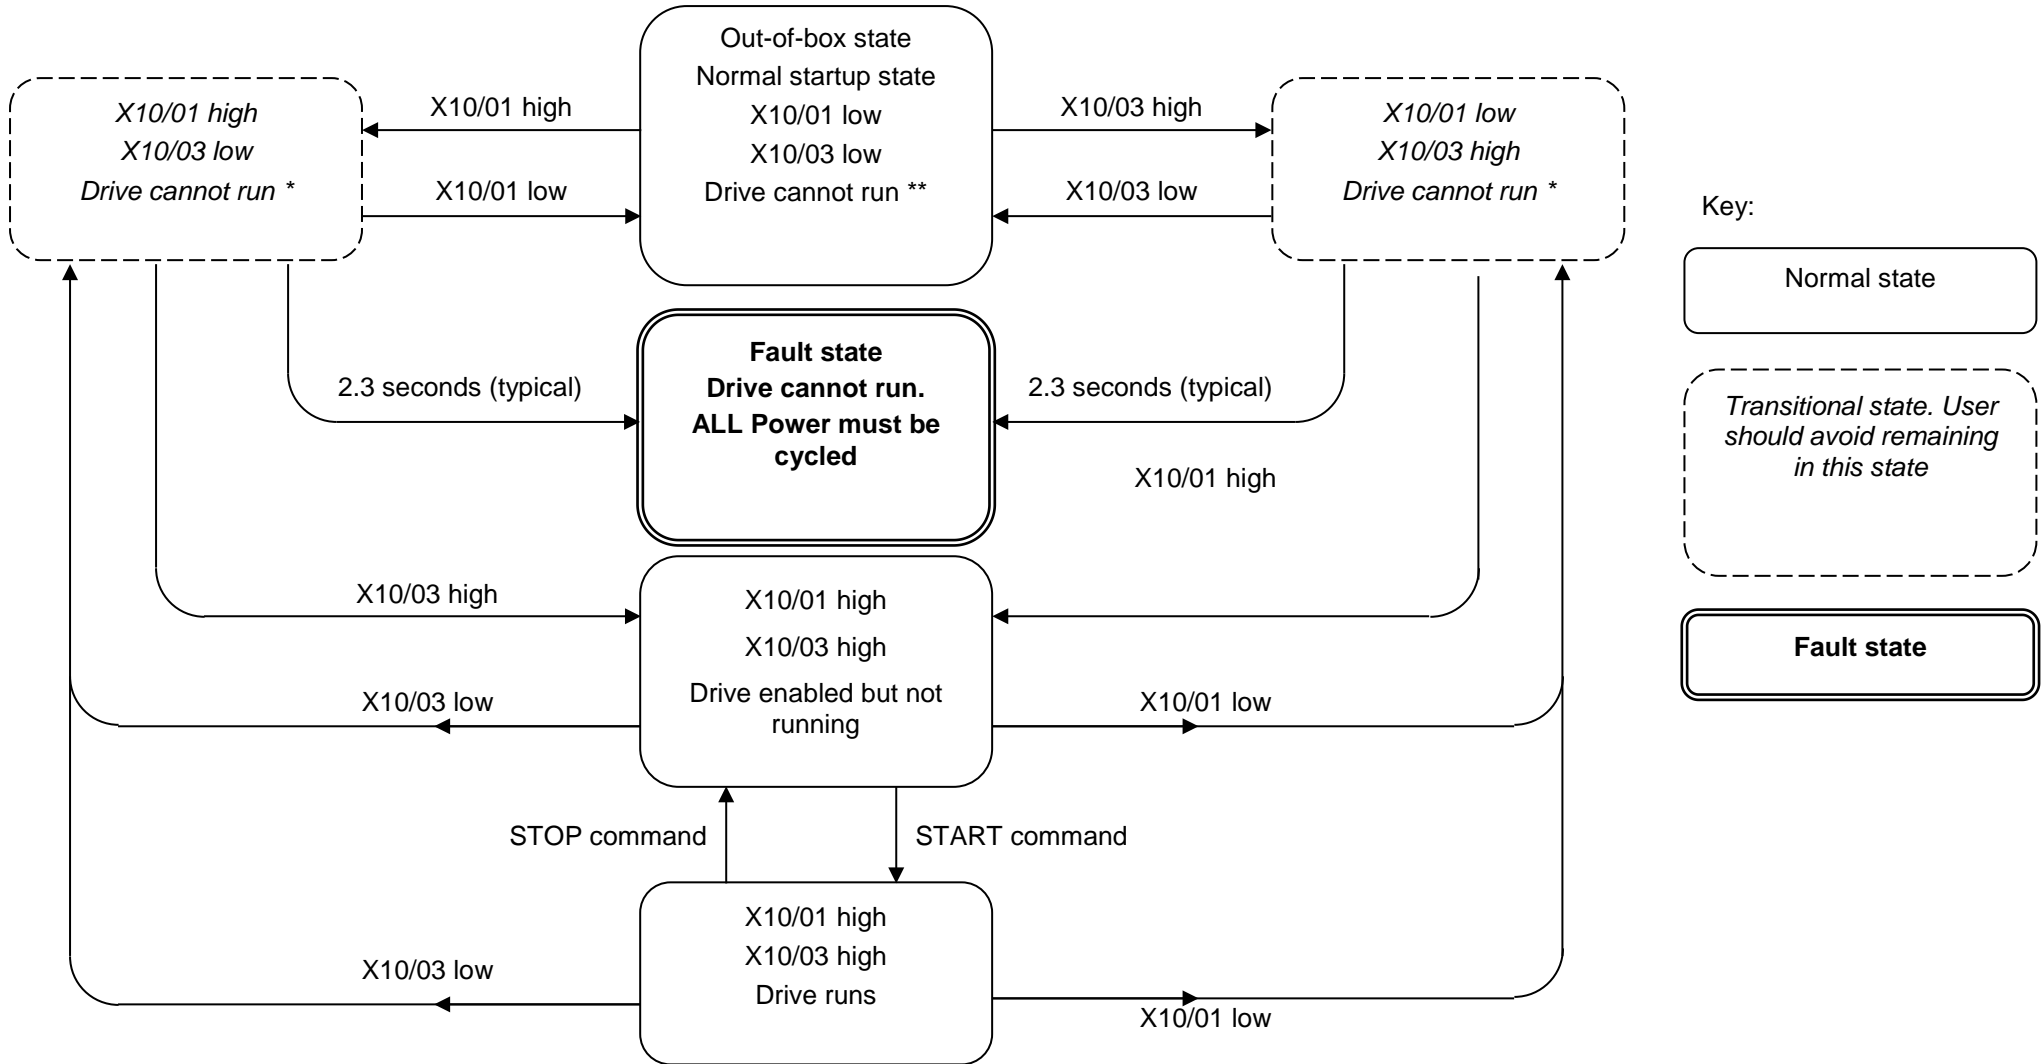 Out-of-box state
Normal startup state
X10/01 low
X10/03 low
Drive cannot run **
X10/01 high
X10/03 low
Drive cannot run *
X10/01 high
X10/01 low
X10/03 high
X10/03 low
X10/01 low
X10/03 high
Drive cannot run *
Fault state
Drive cannot run.
ALL Power must be
cycled
2.3 seconds (typical)
2.3 seconds (typical)
X10/01 high
X10/03 high
X10/01 high
X10/03 high
Drive enabled but not
running
X10/03 low
X10/01 low
STOP command
START command
X10/01 high
X10/03 high
Drive runs
X10/03 low
X10/01 low
Key:
Normal state
Transitional state. User
should avoid remaining
in this state
Fault state